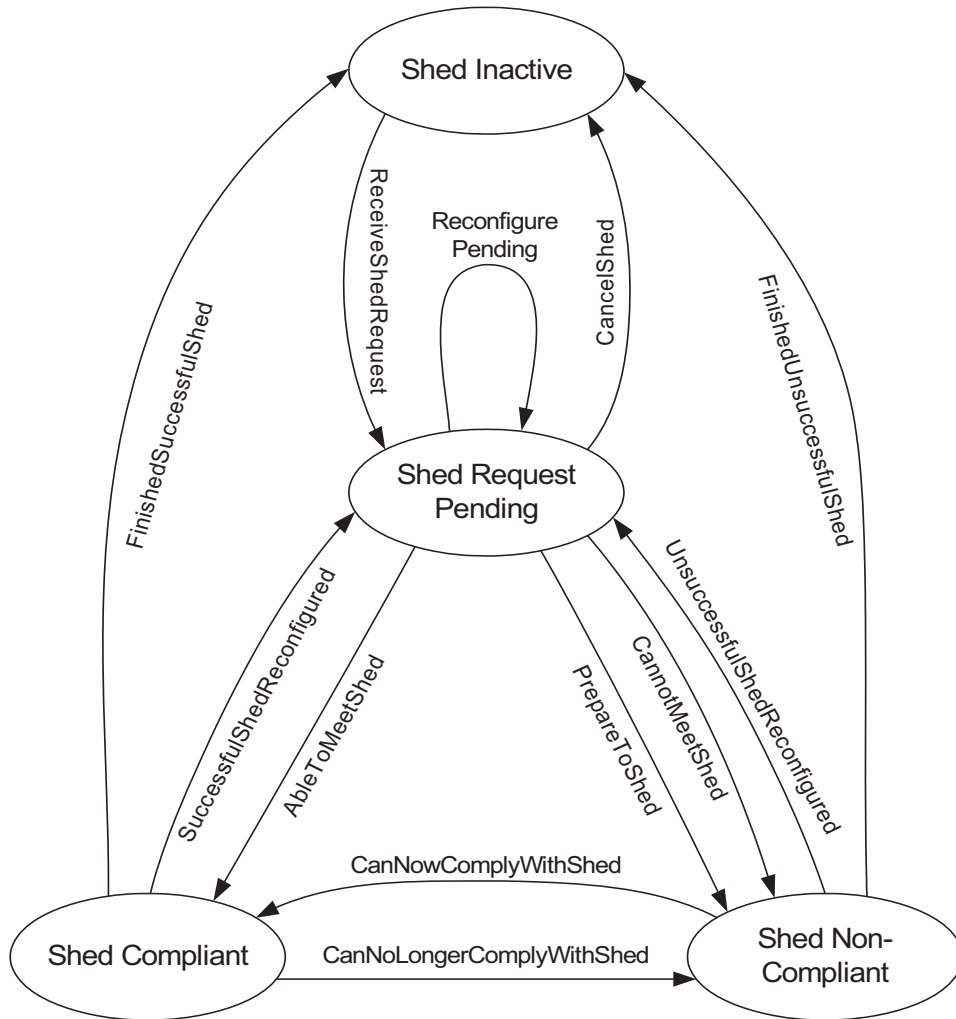 Shed Inactive
ReceiveShedRequest
Reconfigure
Pending
CancelShed
FinishedSuccessfulShed
FinishedUnsuccessfulShed
Shed Request
Pending
SuccessfulShedReconfigured
AbleToMeetShed
PrepareToShed
CannotMeetShed
UnsuccessfulShedReconfigured
CanNowComplyWithShed
Shed Compliant
CanNoLongerComplyWithShed
Shed Non-
Compliant